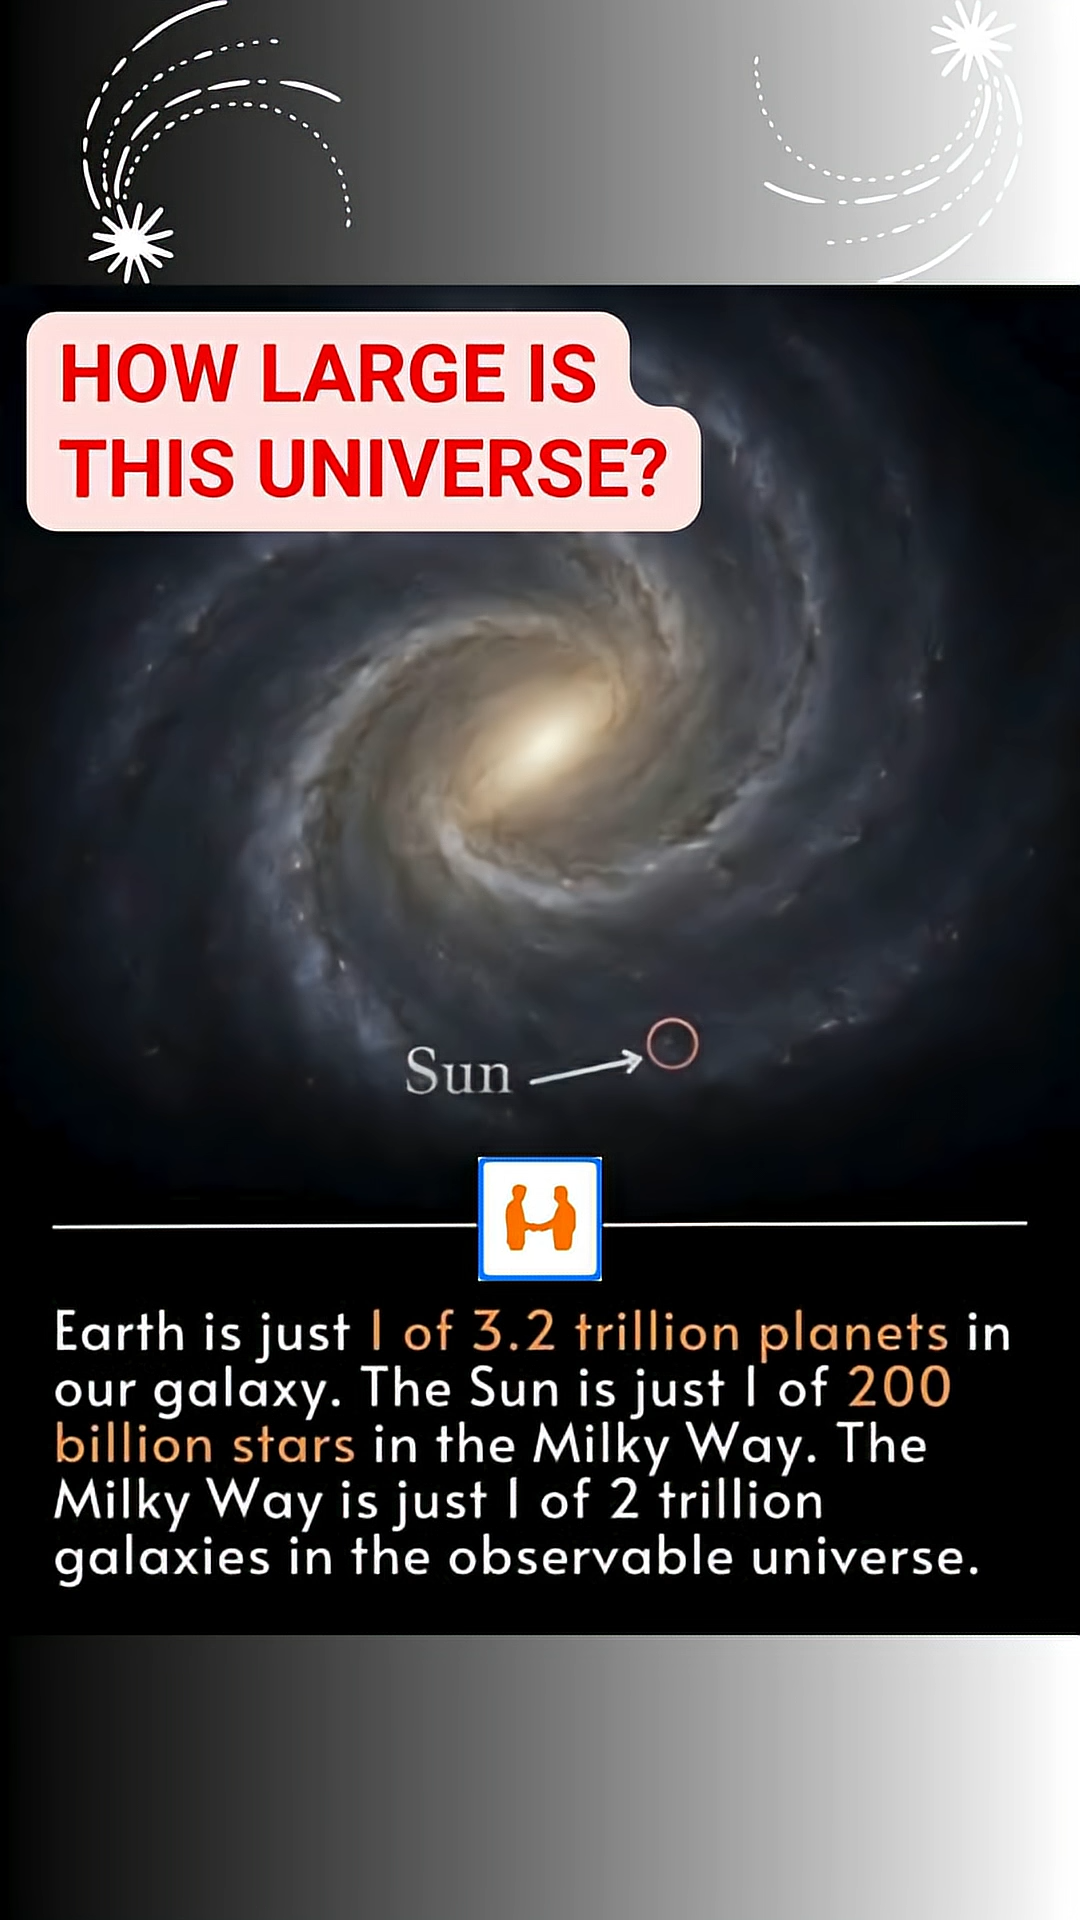 HOW LARGE IS
THIS UNIVERSE?
Sun
Earth is just 1 of 3.2 trillion planets in
our galaxy. The Sun is just 1 of 200
billion stars in the Milky Way. The
Milky Way is just 1 of 2 trillion
galaxies in the observable universe.